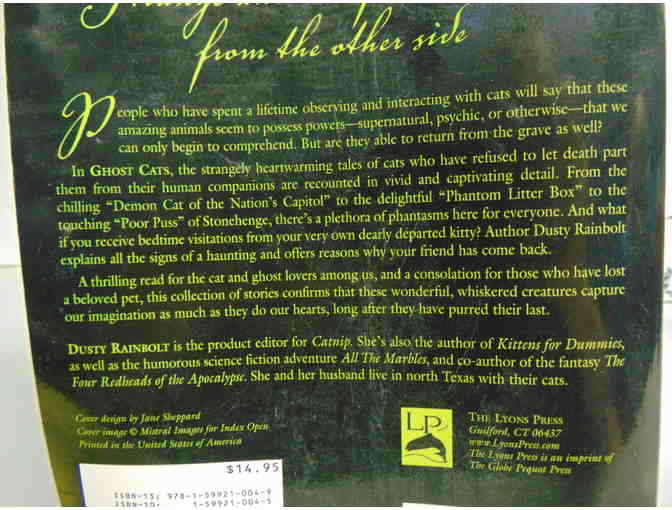 from the other side
People who have spent a lifetime observing and interacting with cats will say that these
amazing animals seem to possess powers—supernatural, psychic, or otherwise—that we
can only begin to comprehend. But are they able to return from the grave as well?
In GHOST CATS, the strangely heartwarming tales of cats who have refused to let death part
them from their human companions are recounted in vivid and captivating detail. From the
chilling “Demon Cat of the Nation's Capitol” to the delightful “Phantom Litter Box” to the
touching “Poor Puss” of Stonehenge, there's a plethora of phantasms here for everyone. And what
if you receive bedtime visitations from your very own dearly departed kitty? Author Dusty Rainbolt
explains all the signs of a haunting and offers reasons why your friend has come back.
A thrilling read for the cat and ghost lovers among us, and a consolation for those who have lost
a beloved pet, this collection of stories confirms that these wonderful, whiskered creatures capture
our imagination as much as they do our hearts, long after they have purred their last.
DUSTY RAINBOLT is the product editor for Catnip. She's also the author of Kittens for Dummies,
as well as the humorous science fiction adventure All The Marbles, and co-author of the fantasy The
Four Redheads of the Apocalypse. She and her husband live in north Texas with their cats.
Cover design by Jane Sheppard
Cover image © Mistral Images for Index Open
Printed in the United States of America
LP
THE LYONS PRESS
Guilford, CT 06437
www.LyonsPress.com
The Lyons Press is an imprint of
The Globe Pequot Press
$14.95
ISBN-13: 978-1-59921-004-9
ISBN-10: 1-59921-004-5